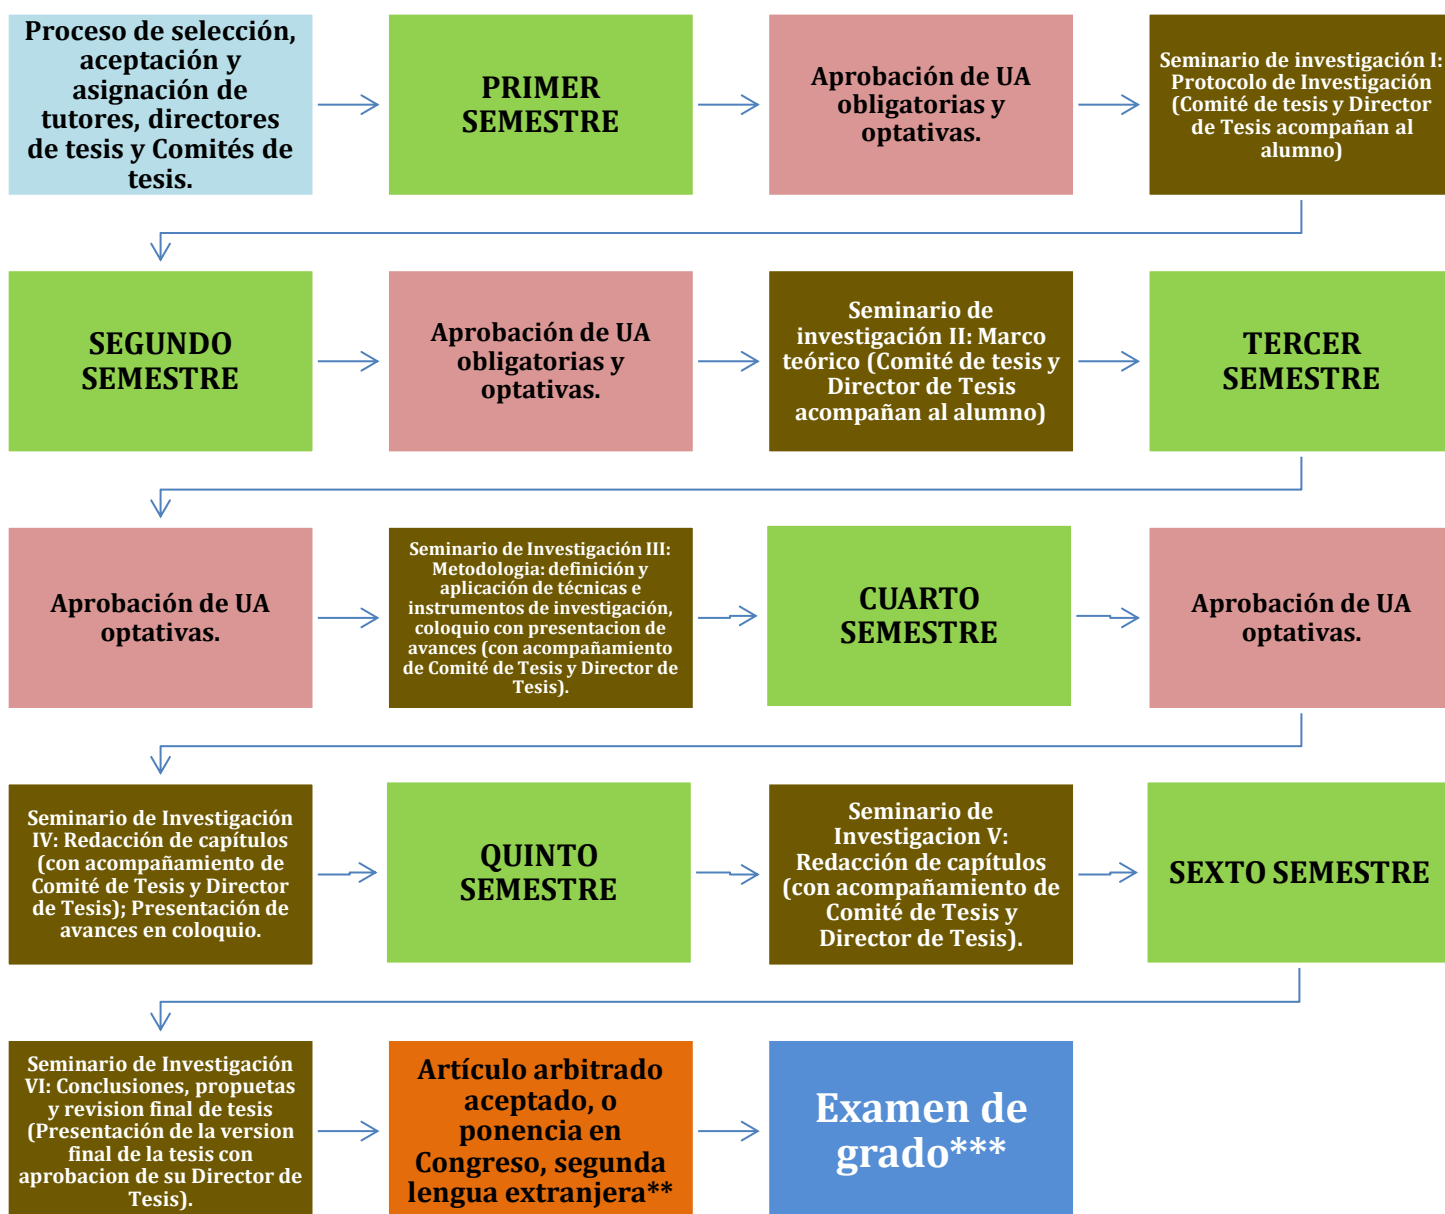 Proceso de selección,
aceptación y
asignación de
tutores, directores
de tesis y Comités de
tesis.
PRIMER
SEMESTRE
Aprobación de UA
obligatorias y
optativas.
Seminario de investigación I:
Protocolo de Investigación
(Comité de tesis y Director
de Tesis acompañan al
alumno)
SEGUNDO
SEMESTRE
Aprobación de UA
obligatorias y
optativas.
Seminario de
investigación II: Marco
teórico (Comité de tesis y
Director de Tesis
acompañan al alumno)
TERCER
SEMESTRE
Aprobación de UA
optativas.
Seminario de Investigación III:
Metodologia: definición y
aplicación de técnicas e
instrumentos de investigación,
coloquio con presentacion de
avances (con acompañamiento
de Comité de Tesis y Director de
Tesis).
CUARTO
SEMESTRE
Aprobación de UA
optativas.
Seminario de Investigación
IV: Redacción de capítulos
(con acompañamiento de
Comité de Tesis y Director
de Tesis); Presentación de
avances en coloquio.
QUINTO
SEMESTRE
Seminario de
Investigacion V:
Redacción de capítulos
(con acompañamiento de
Comité de Tesis y
Director de Tesis).
SEXTO SEMESTRE
Seminario de Investigación
VI: Conclusiones, propuetas
y revision final de tesis
(Presentación de la version
final de la tesis con
aprobacion de su Director de
Tesis).
Artículo arbitrado
aceptado, o
ponencia en
Congreso, segunda
lengua extranjera**
Examen de
grado***